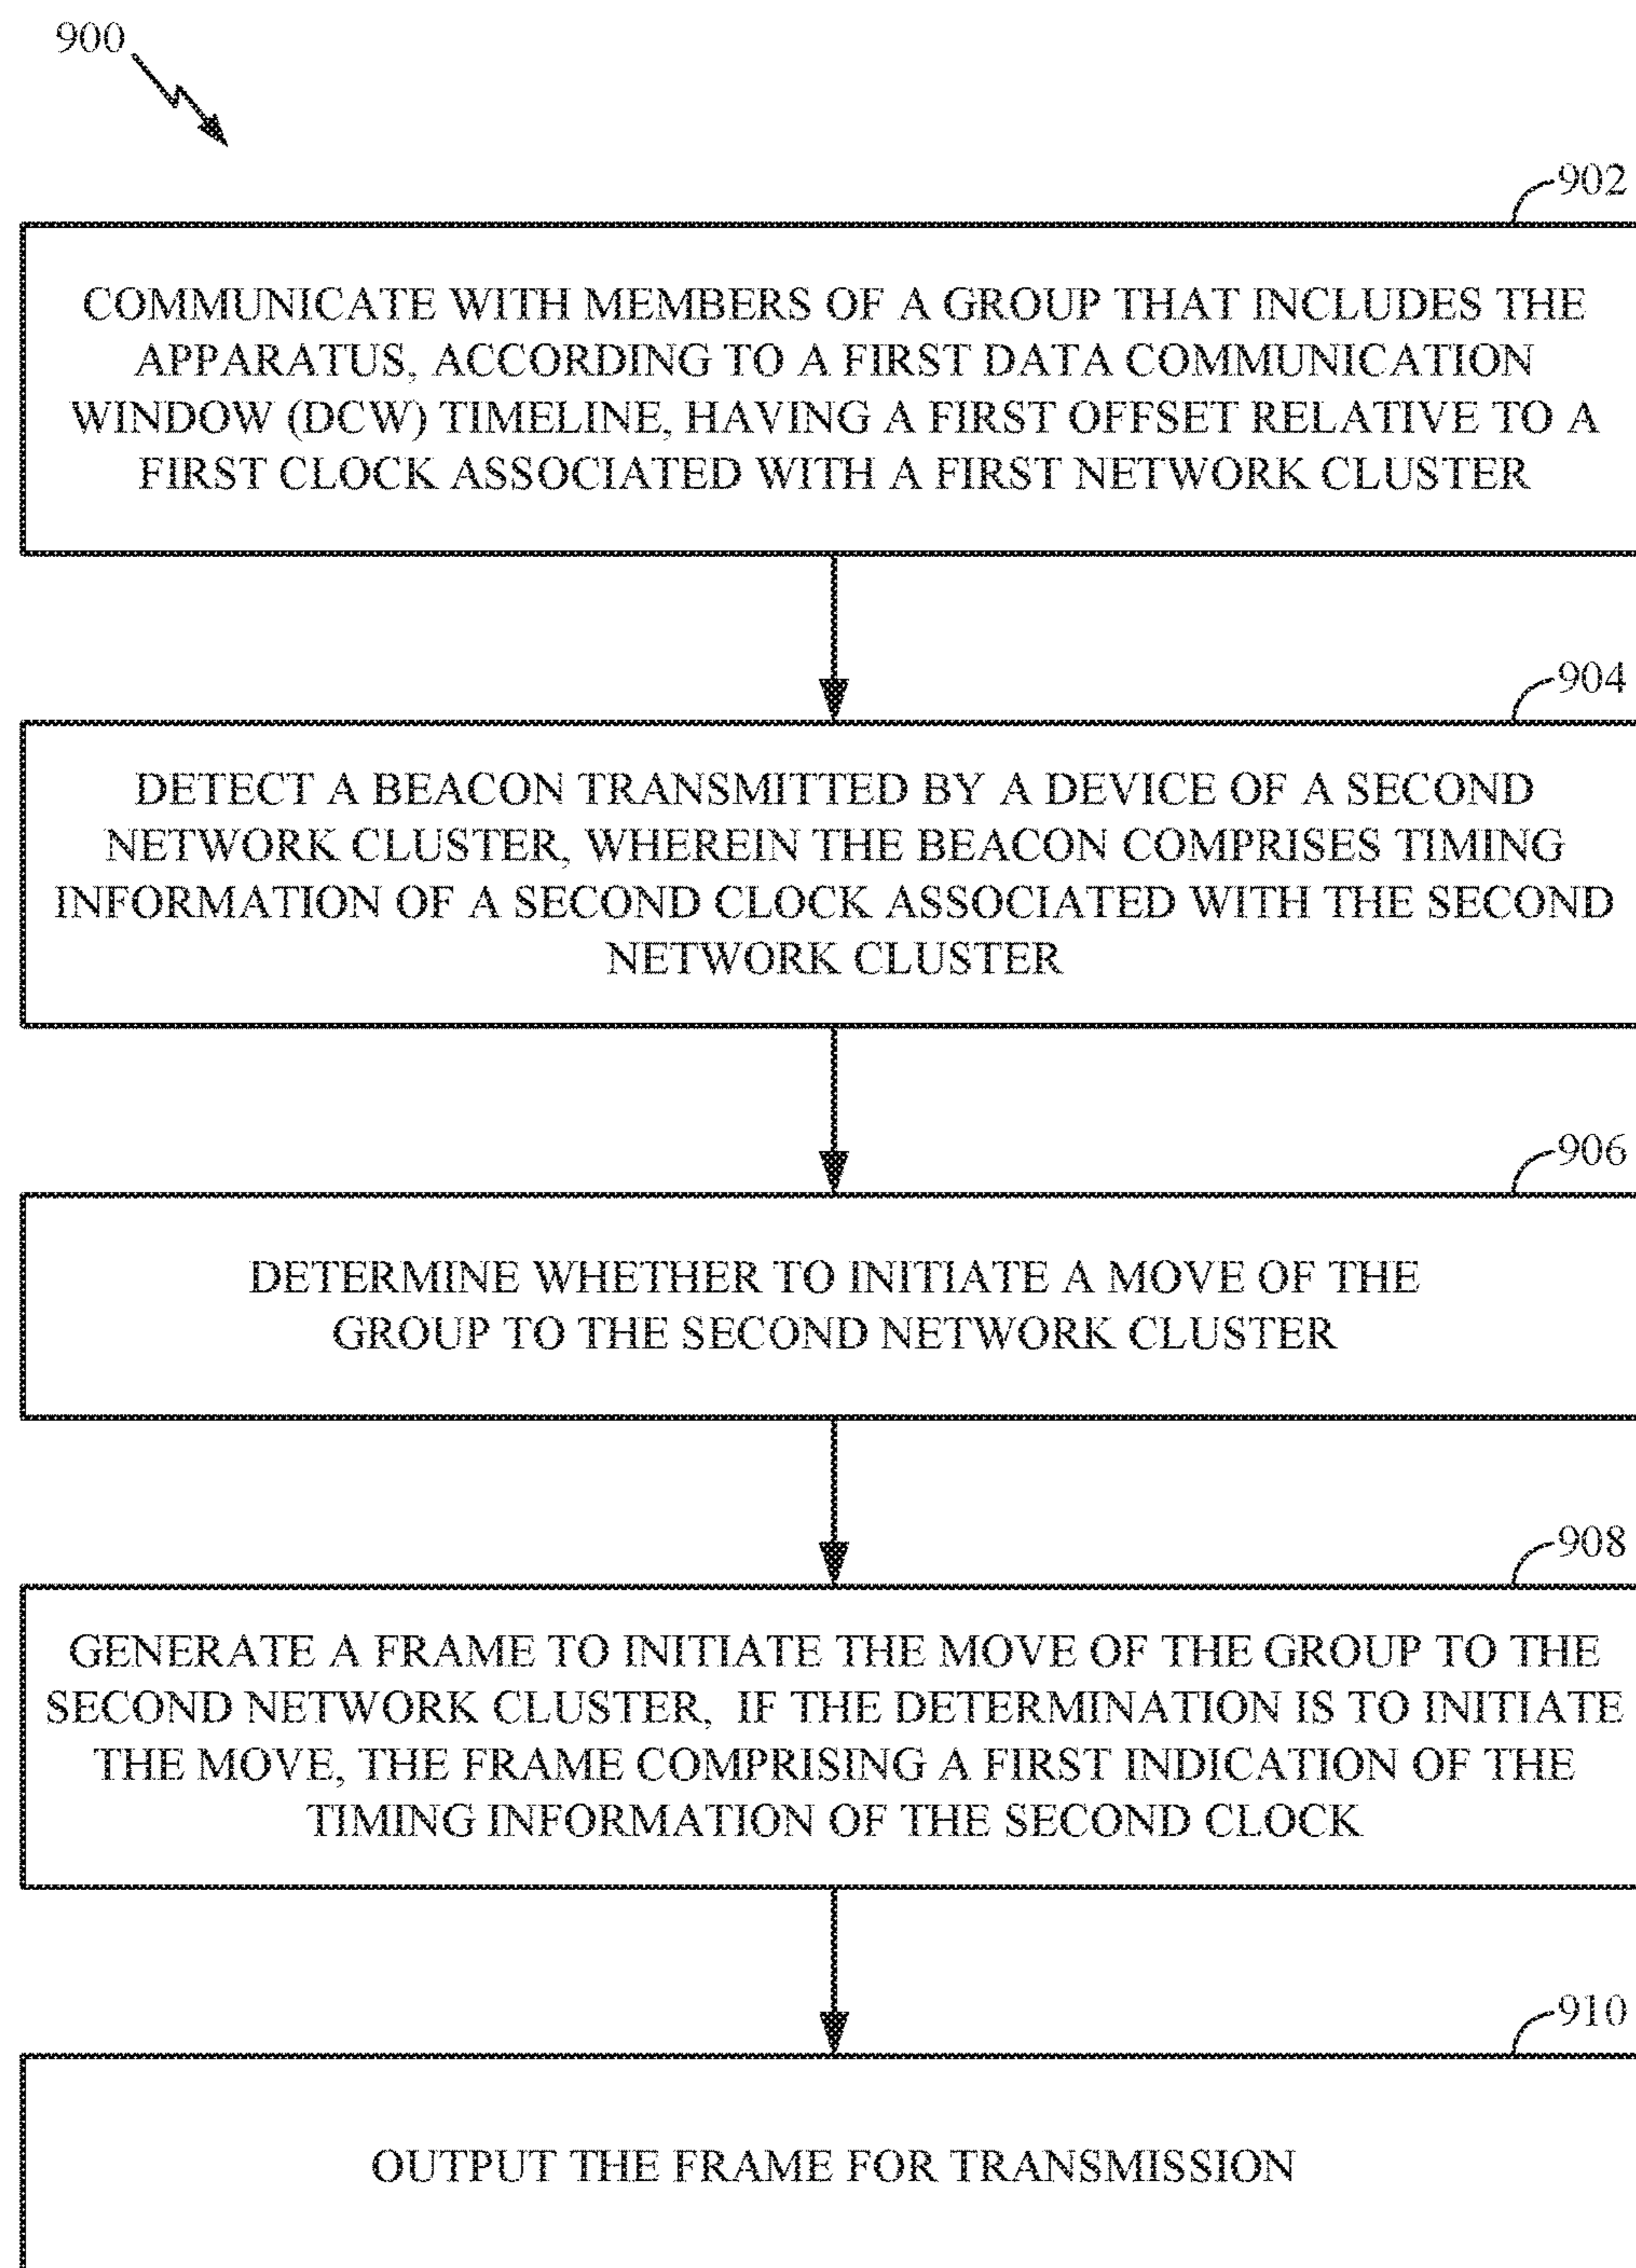 900
902
COMMUNICATE WITH MEMBERS OF A GROUP THAT INCLUDES THE
APPARATUS, ACCORDING TO A FIRST DATA COMMUNICATION
WINDOW (DCW) TIMELINE, HAVING A FIRST OFFSET RELATIVE TO A
FIRST CLOCK ASSOCIATED WITH A FIRST NETWORK CLUSTER
904
DETECT A BEACON TRANSMITTED BY A DEVICE OF A SECOND
NETWORK CLUSTER, WHEREIN THE BEACON COMPRISES TIMING
INFORMATION OF A SECOND CLOCK ASSOCIATED WITH THE SECOND
NETWORK CLUSTER
906
DETERMINE WHETHER TO INITIATE A MOVE OF THE
GROUP TO THE SECOND NETWORK CLUSTER
908
GENERATE A FRAME TO INITIATE THE MOVE OF THE GROUP TO THE
SECOND NETWORK CLUSTER, IF THE DETERMINATION IS TO INITIATE
THE MOVE, THE FRAME COMPRISING A FIRST INDICATION OF THE
TIMING INFORMATION OF THE SECOND CLOCK
910
OUTPUT THE FRAME FOR TRANSMISSION